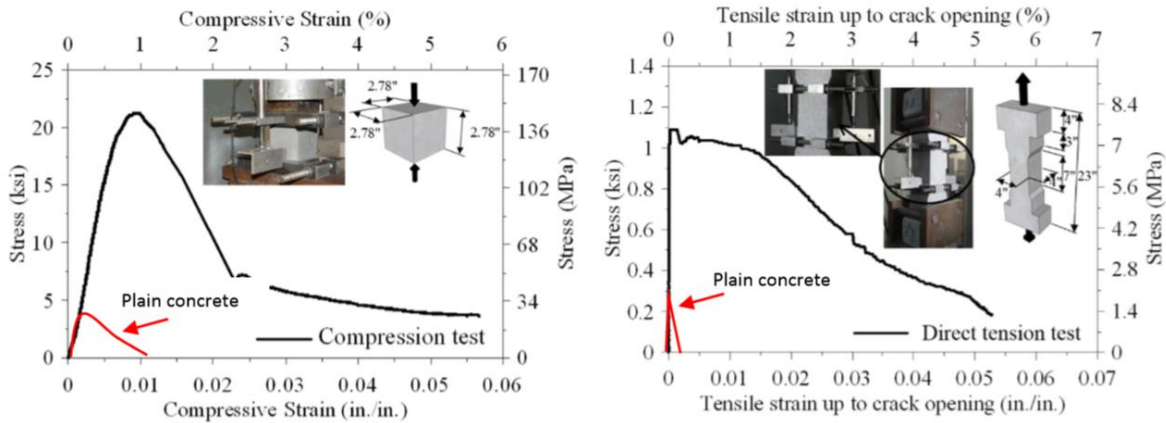 Compressive Strain (%)
0 1 2 3 4 5 6
25
20
15
10
5
0
Stress (ksi)
170
136
102
68
34
0
Stress (MPa)
2.78"
2.78"
2.78"
Plain concrete
Compression test
0 0.01 0.02 0.03 0.04 0.05 0.06
Compressive Strain (in./in.)
Tensile strain up to crack opening (%)
0 1 2 3 4 5 6 7
1.4
1.2
1
0.8
0.6
0.4
0.2
0
Stress (ksi)
8.4
7
5.6
4.2
2.8
1.4
0
Stress (MPa)
4"
3"
7"
23"
4"
Plain concrete
Direct tension test
0 0.01 0.02 0.03 0.04 0.05 0.06 0.07
Tensile strain up to crack opening (in./in.)